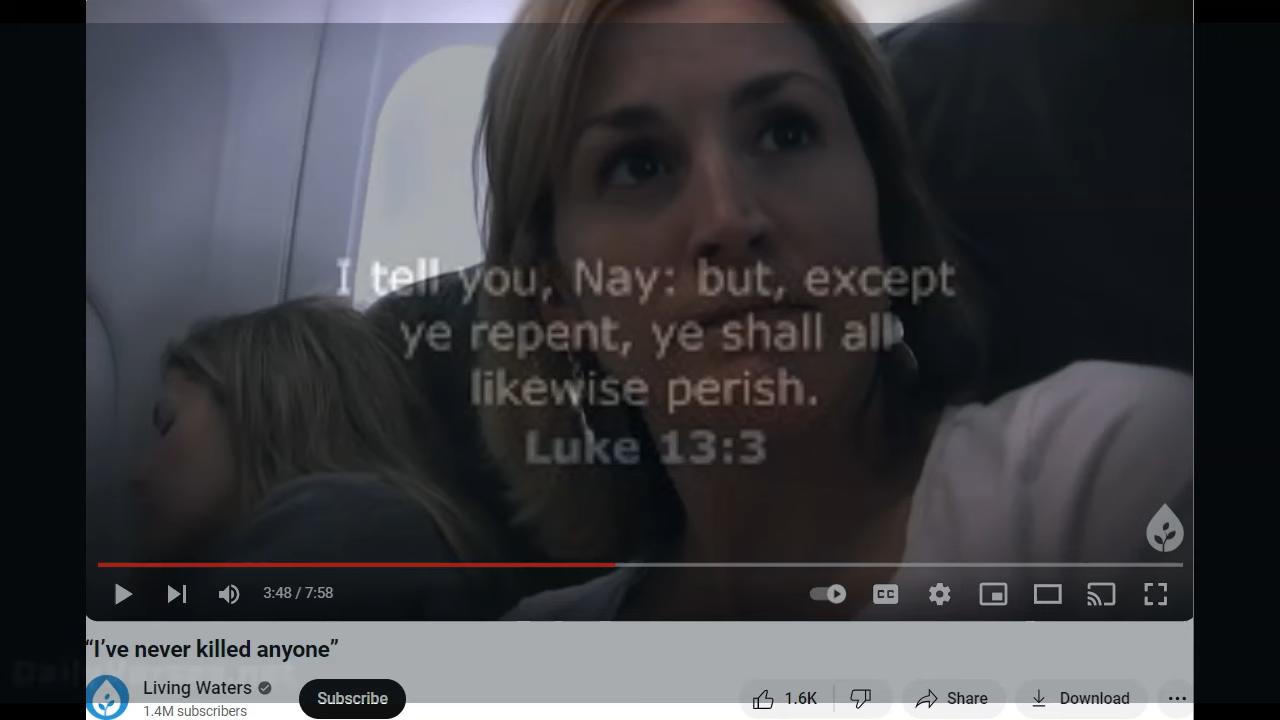 I tell you, Nay: but, except
ye repent, ye shall all
likewise perish.
Luke 13:3
3:48 / 7:58
CC
“I’ve never killed anyone”
Living Waters
1.4M subscribers
Subscribe
1.6K
Share
Download